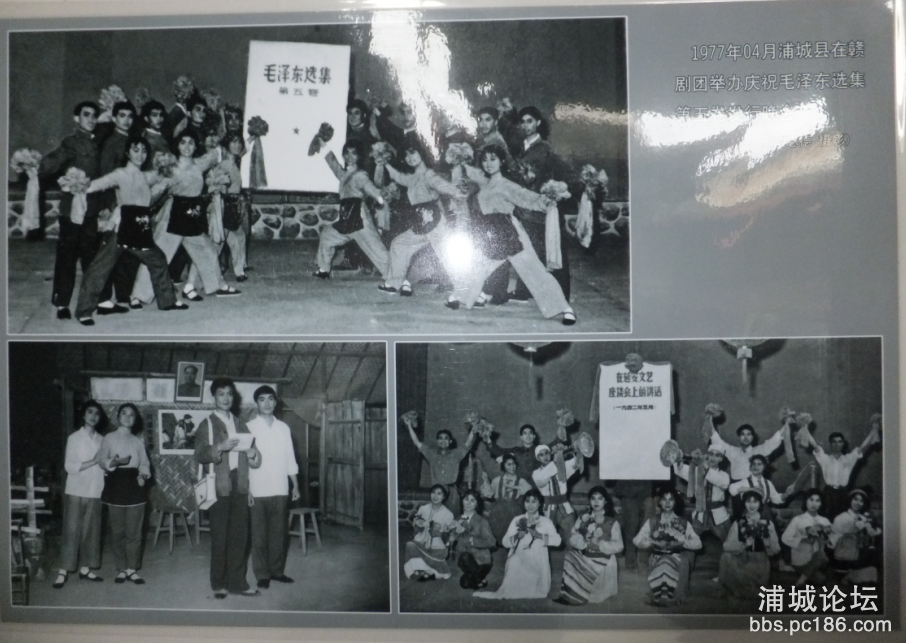 1977年04月浦城县在赣
剧团举办庆祝毛泽东选集
毛泽东选集
第五卷
在延安文艺
座谈会上的讲话
(一九四二年五月)
浦城论坛
bbs.pc186.com